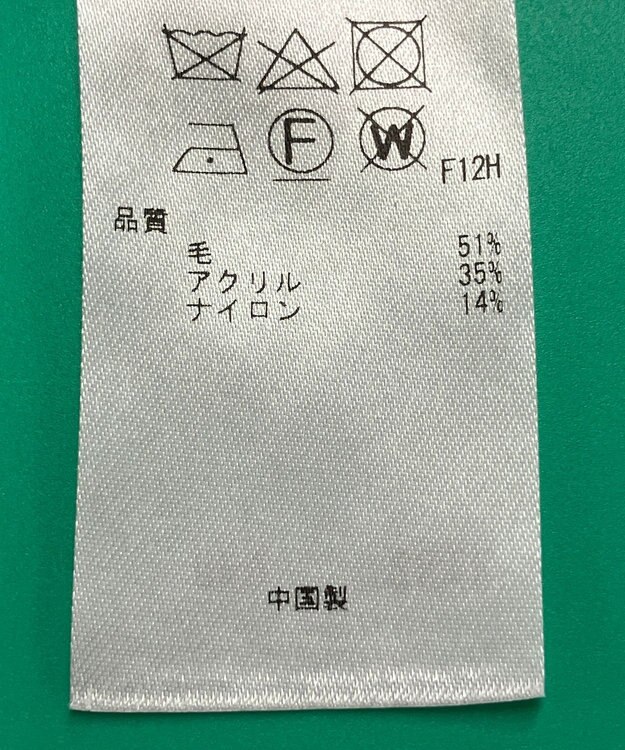 F W F12H
品質
毛 51%
アクリル 35%
ナイロン 14%
中国製